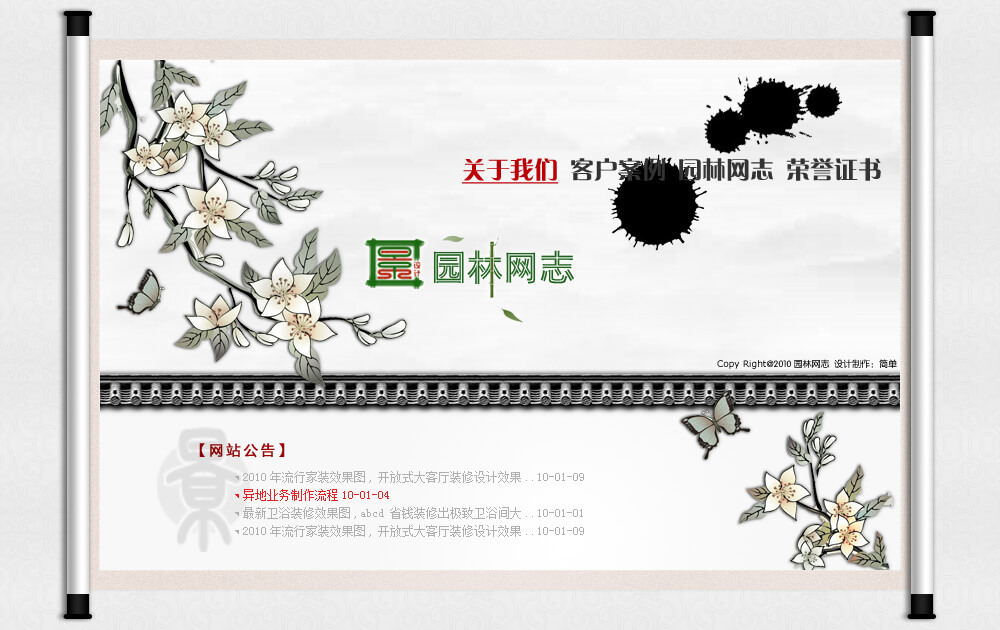 关于我们 客户案例 园林网志 荣誉证书
景 设计 园林网志
Copy Right@2010 园林网志 设计制作：简单
【网站公告】
景
2010 年流行家装效果图，开放式大客厅装修设计效果 . . 10-01-09
异地业务制作流程 10-01-04
最新卫浴装修效果图，abcd 省钱装修出极致卫浴间大 . . 10-01-01
2010 年流行家装效果图，开放式大客厅装修设计效果 . . 10-01-09